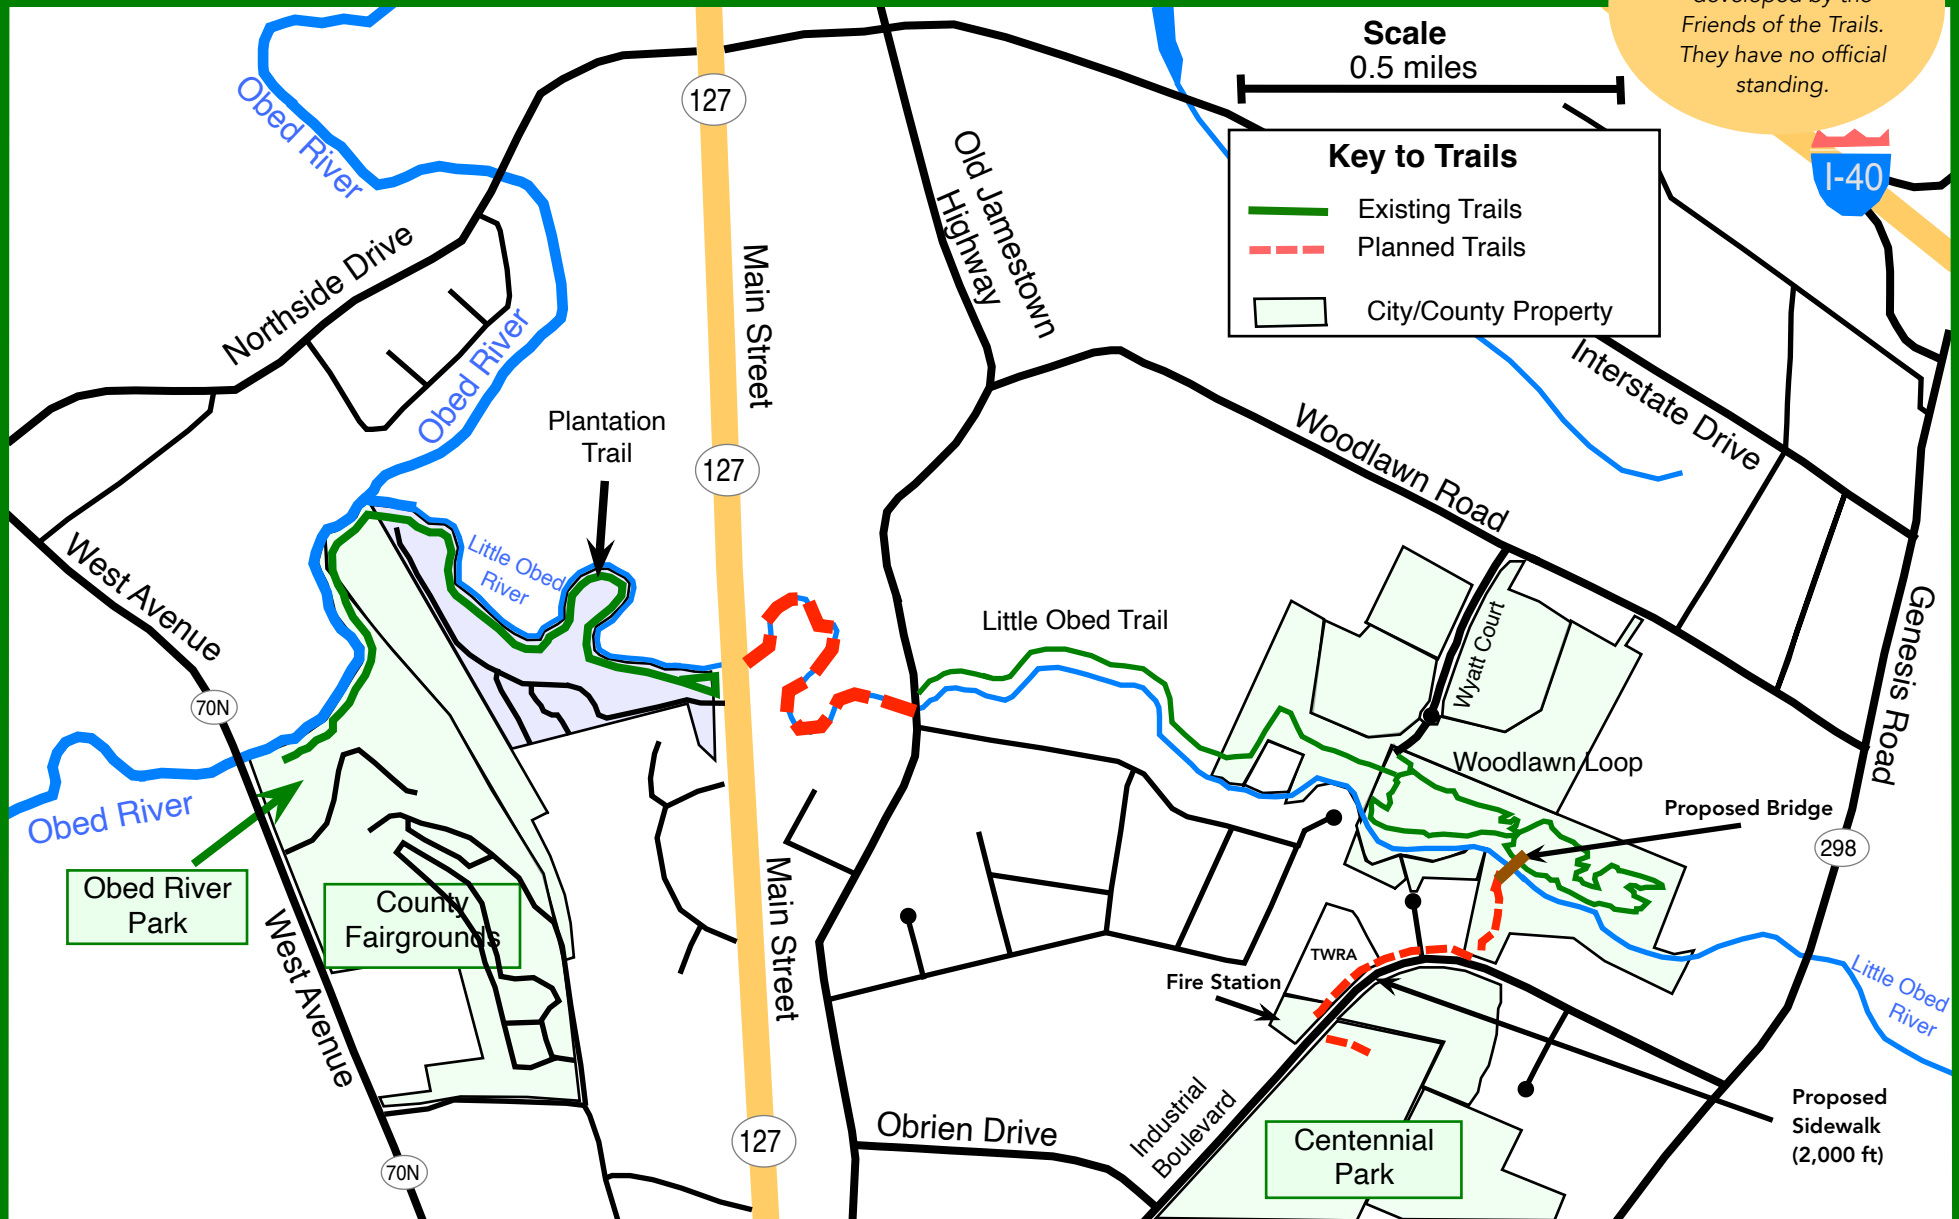 developed by the
Friends of the Trails.
They have no official
standing.
Scale
0.5 miles
Key to Trails
Existing Trails
Planned Trails
City/County Property
I-40
127
Obed River
Old Jamestown
Highway
Northside Drive
Main Street
Obed River
Interstate Drive
Plantation
Trail
127
Woodlawn Road
West Avenue
Little Obed
River
Little Obed Trail
Wyatt Court
Genesis Road
70N
Woodlawn Loop
Obed River
Proposed Bridge
298
Obed River
Park
County
Fairgrounds
Main Street
West Avenue
TWRA
Fire Station
Little Obed
River
Proposed
Sidewalk
(2,000 ft)
Industrial
Boulevard
Obrien Drive
127
Centennial
Park
70N